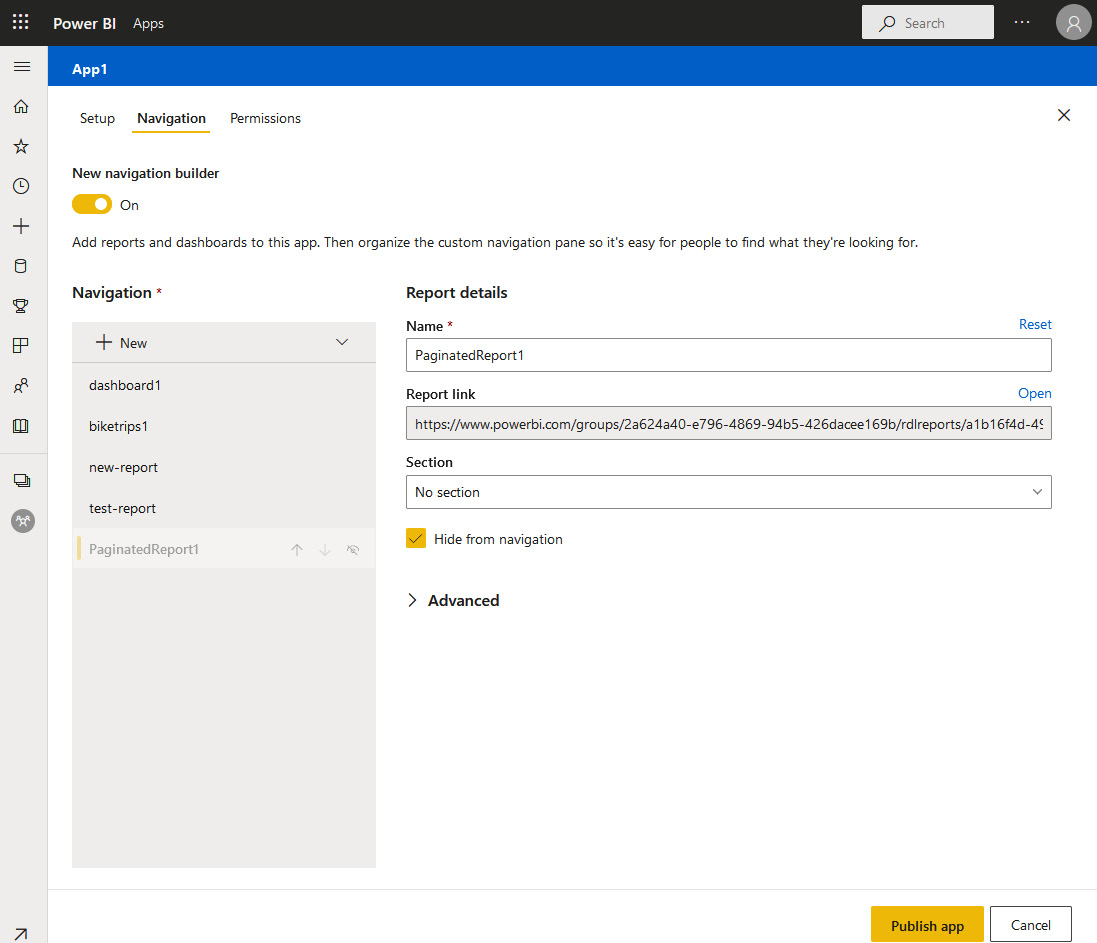 Power BI Apps Search
App1
Setup Navigation Permissions
New navigation builder
On
Add reports and dashboards to this app. Then organize the custom navigation pane so it's easy for people to find what they're looking for.
Navigation *
New
dashboard1
biketrips1
new-report
test-report
PaginatedReport1
Report details
Name * Reset
PaginatedReport1
Report link Open
https://www.powerbi.com/groups/2a624a40-e796-4869-94b5-426dacee169b/rdlreports/a1b16f4d-49
Section
No section
Hide from navigation
Advanced
Publish app Cancel